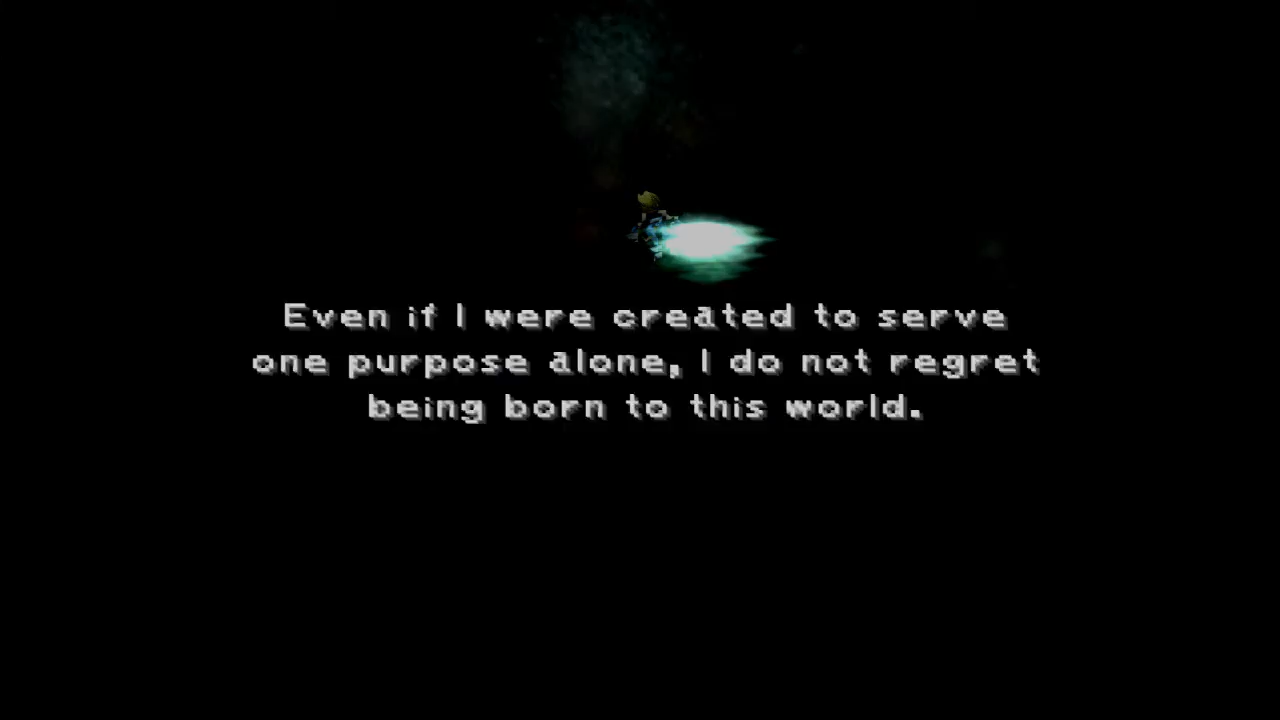 Even if I were created to serve
one purpose alone, I do not regret
being born to this world.